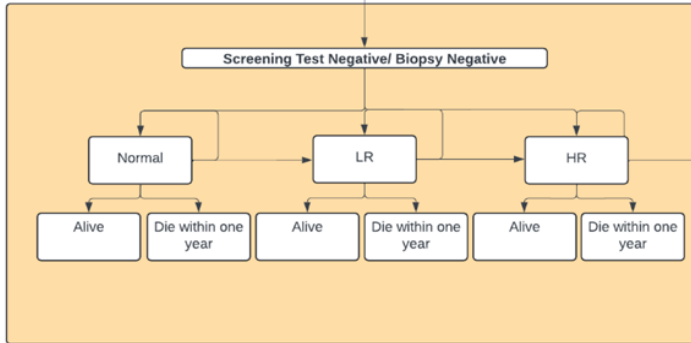 Screening Test Negative/ Biopsy Negative
Normal
LR
HR
Alive
Die within one
year
Alive
Die within one
year
Alive
Die within one
year